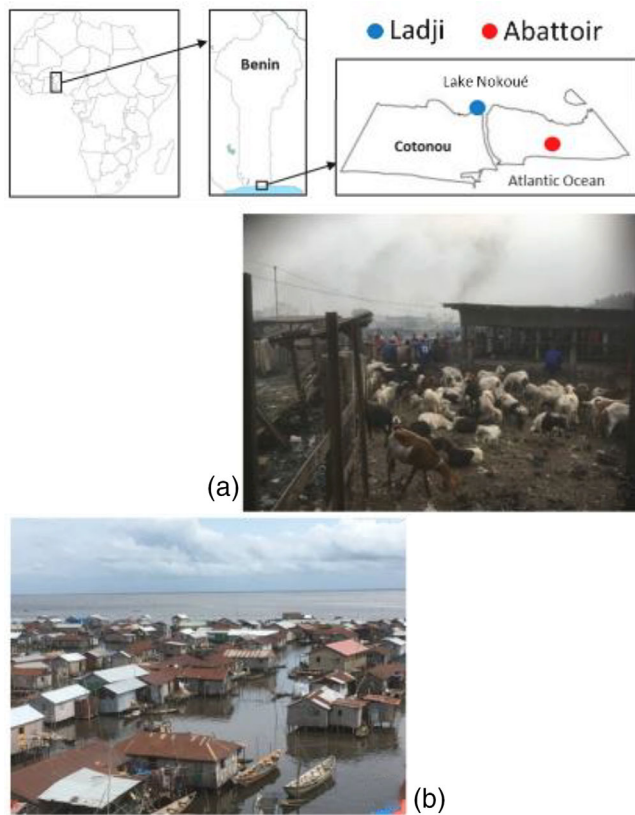 Ladji Abattoir
Benin
Lake Nokoué
Cotonou
Atlantic Ocean
(a)
(b)